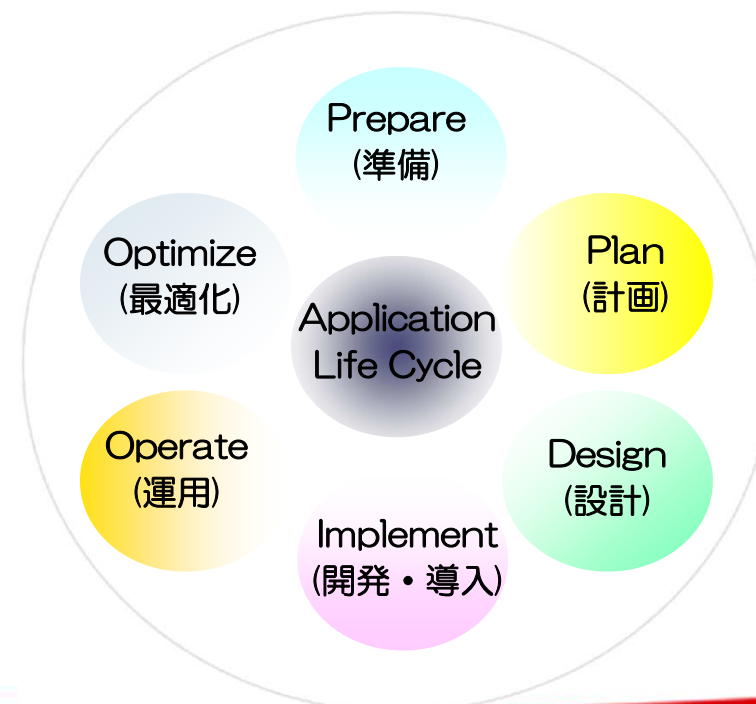 Prepare
(準備)
Plan
(計画)
Design
(設計)
Implement
(開発・導入)
Operate
(運用)
Optimize
(最適化)
Application
Life Cycle